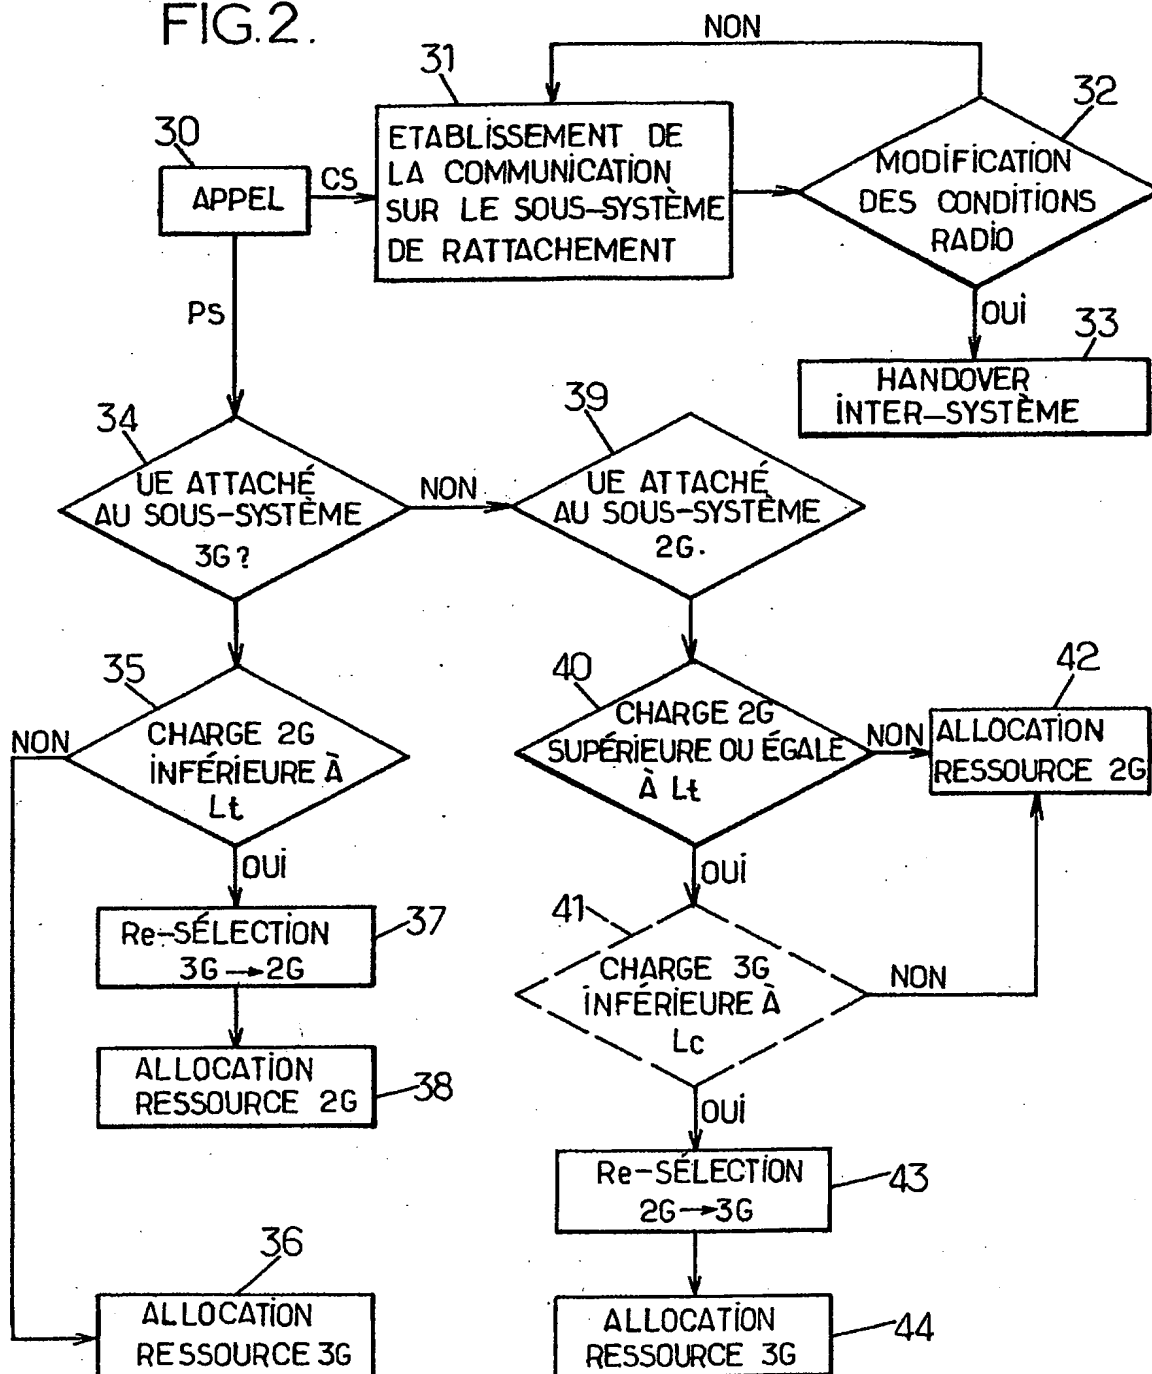 FIG.2.
NON
31
32
30
ETABLISSEMENT DE
LA COMMUNICATION
SUR LE SOUS-SYSTÈME
DE RATTACHEMENT
MODIFICATION
DES CONDITIONS
RADIO
APPEL
CS
PS
OUI
33
HANDOVER
INTER-SYSTÈME
34
39
UE ATTACHÉ
AU SOUS-SYSTÈME
3G?
NON
UE ATTACHÉ
AU SOUS-SYSTÈME
2G.
35
40
42
NON
CHARGE 2G
INFÉRIEURE À
Lt
CHARGE 2G
SUPÉRIEURE OU ÉGALE
À Lt
NON
ALLOCATION
RESSOURCE 2G
OUI
OUI
41
Re-SÉLECTION
3G→2G
37
CHARGE 3G
INFÉRIEURE À
Lc
NON
ALLOCATION
RESSOURCE 2G
38
OUI
Re-SÉLECTION
2G→3G
43
36
ALLOCATION
RESSOURCE 3G
ALLOCATION
RESSOURCE 3G
44